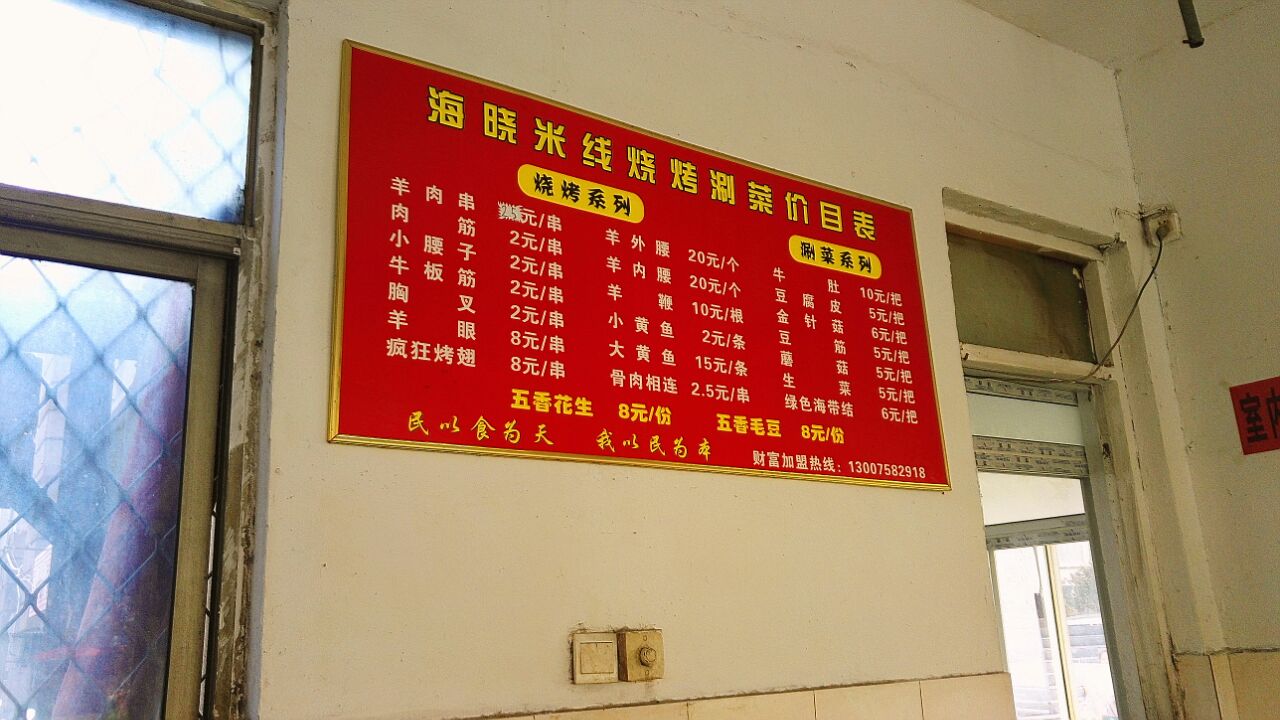 海晓米线烧烤涮菜价目表
烧烤系列
羊肉串 元/串
肉筋 2元/串
小腰子 2元/串
牛板筋 2元/串
胸叉 2元/串
羊眼 8元/串
疯狂烤翅 8元/串
羊外腰 20元/个
羊内腰 20元/个
羊鞭 10元/根
小黄鱼 2元/条
大黄鱼 15元/条
骨肉相连 2.5元/串
涮菜系列
牛肚 10元/把
豆腐皮 5元/把
金针菇 6元/把
豆筋 5元/把
蘑菇 5元/把
生菜 5元/把
绿色海带结 6元/把
五香花生 8元/份 五香毛豆 8元/份
民以食为天 我以民为本
财富加盟热线：13007582918
室内